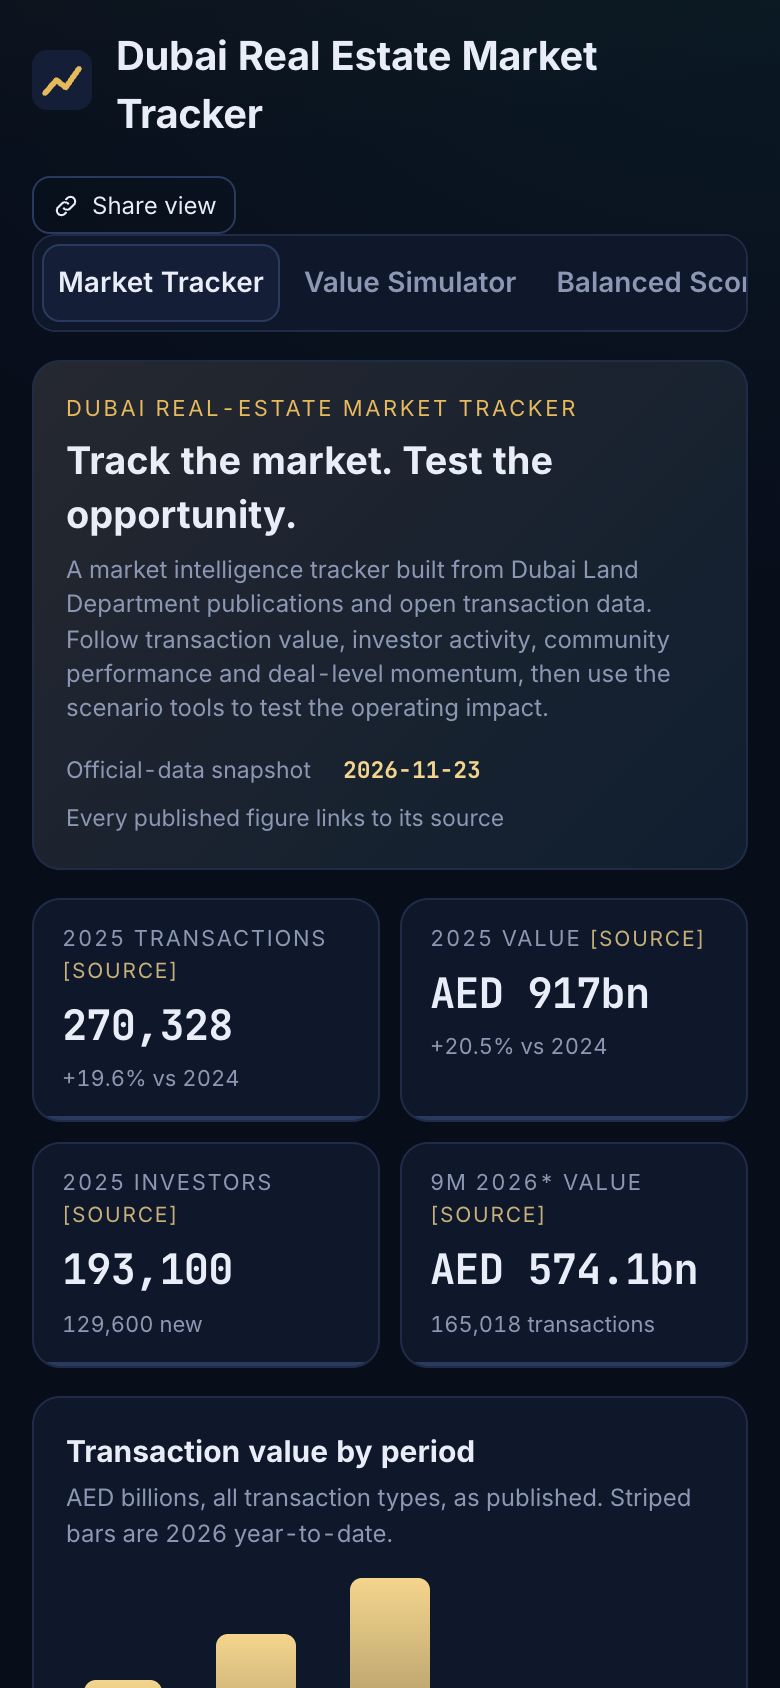 Dubai Real Estate Market
Tracker
Share view
Market Tracker
Value Simulator
Balanced
DUBAI REAL-ESTATE MARKET TRACKER
Track the market. Test the
opportunity.
A market intelligence tracker built from Dubai Land
Department publications and open transaction data.
Follow transaction value, investor activity, community
performance and deal-level momentum, then use the
scenario tools to test the operating impact.
Official-data snapshot 2026-11-23
Every published figure links to its source
2025 TRANSACTIONS
[SOURCE]
270,328
+19.6% vs 2024
2025 VALUE [SOURCE]
AED 917bn
+20.5% vs 2024
2025 INVESTORS
[SOURCE]
193,100
129,600 new
9M 2026* VALUE
[SOURCE]
AED 574.1bn
165,018 transactions
Transaction value by period
AED billions, all transaction types, as published. Striped
bars are 2026 year-to-date.